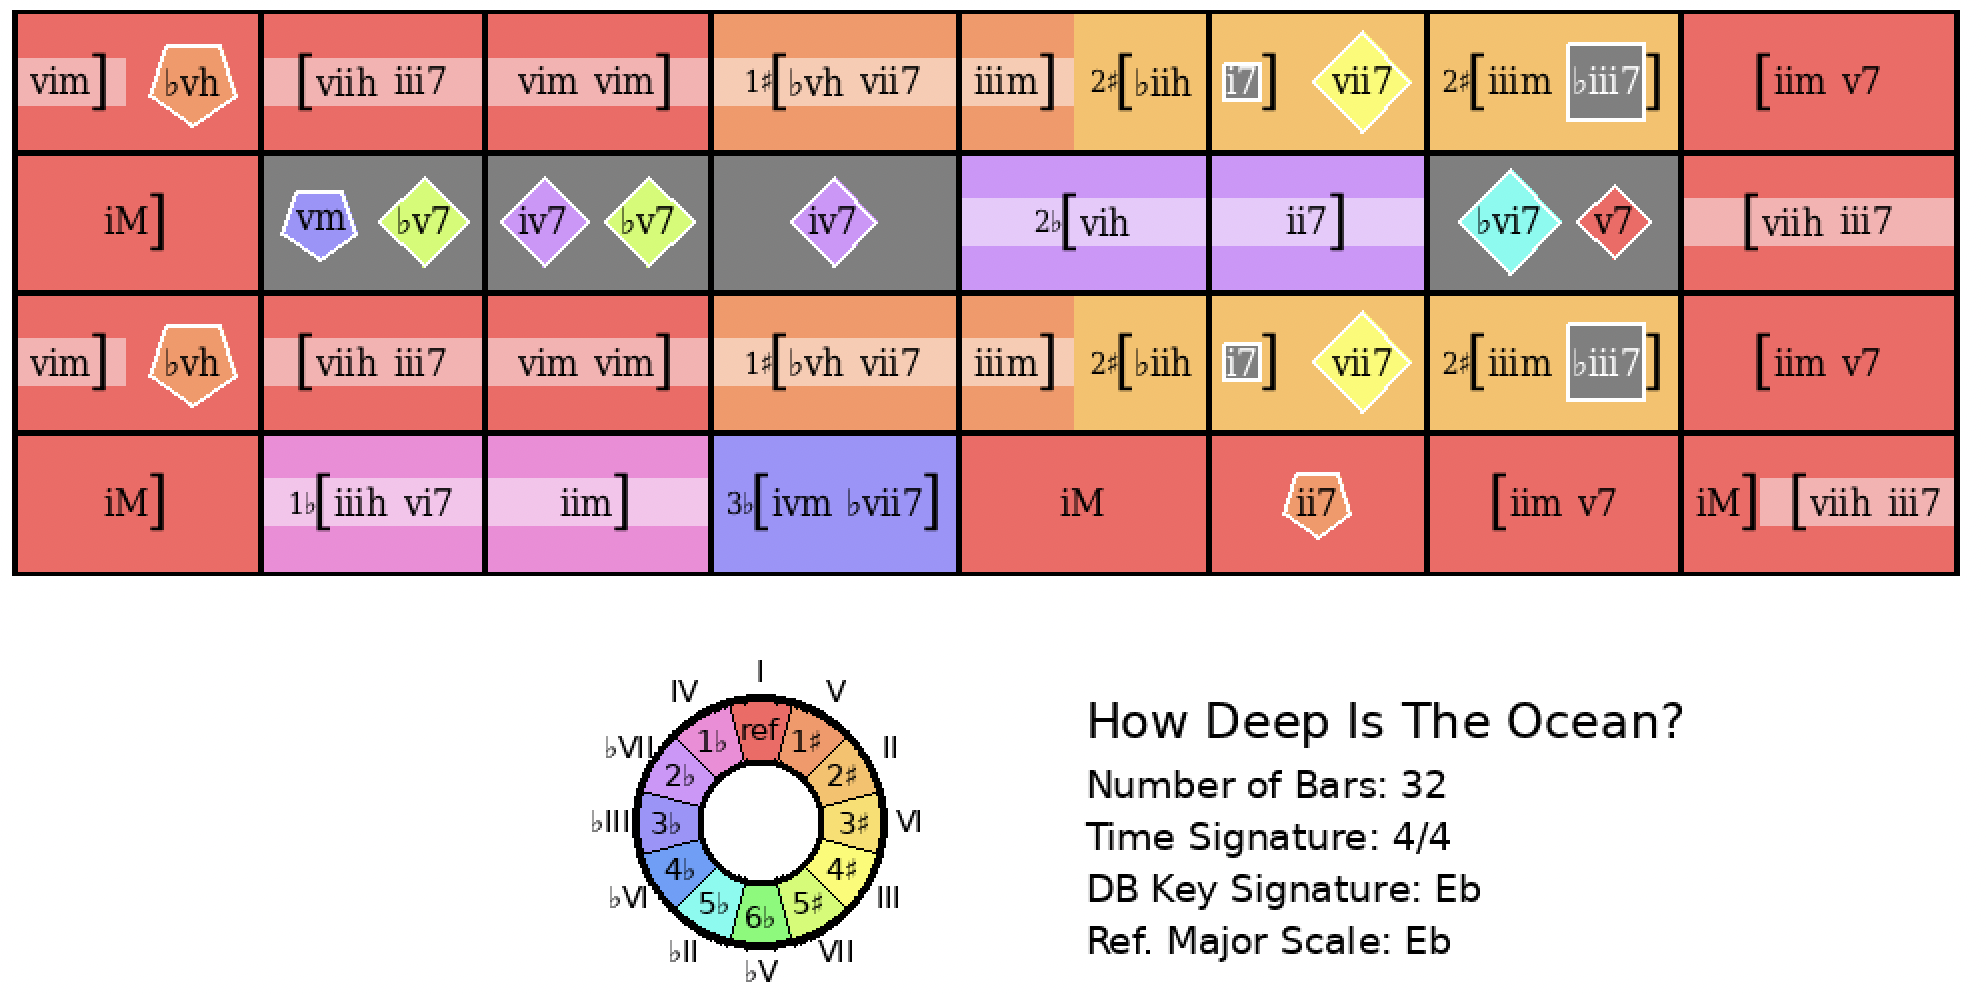 vim] ♭vh [viih iii7 vim vim] 1♯[♭vh vii7 iiim] 2♯[♭iih i7] vii7 2♯[iiim ♭iii7] [iim v7
iM] vm ♭v7 iv7 ♭v7 iv7 2♭[vih ii7] ♭vi7 v7 [viih iii7
vim] ♭vh [viih iii7 vim vim] 1♯[♭vh vii7 iiim] 2♯[♭iih i7] vii7 2♯[iiim ♭iii7] [iim v7
iM] 1♭[iiih vi7 iim] 3♭[ivm ♭vii7] iM ii7 [iim v7 iM] [viih iii7
I
IV V
ref
1♭ 1♯
♭VII II
2♭ 2♯
♭III 3♭ 3♯ VI
4♭ 4♯
♭VI III
5♭ 5♯
6♭
♭II VII
♭V
How Deep Is The Ocean?
Number of Bars: 32
Time Signature: 4/4
DB Key Signature: Eb
Ref. Major Scale: Eb